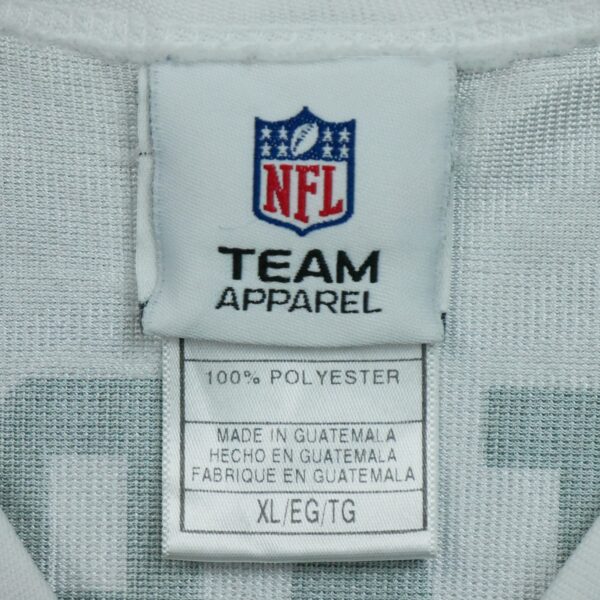 NFL
TEAM
APPAREL
100% POLYESTER
MADE IN GUATEMALA
HECHO EN GUATEMALA
FABRIQUE EN GUATEMALA
XL/EG/TG